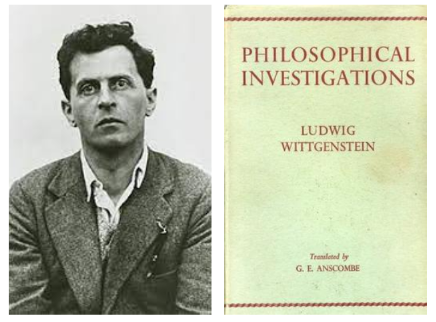 PHILOSOPHICAL
INVESTIGATIONS
LUDWIG
WITTGENSTEIN
Translated by
G. E. ANSCOMBE